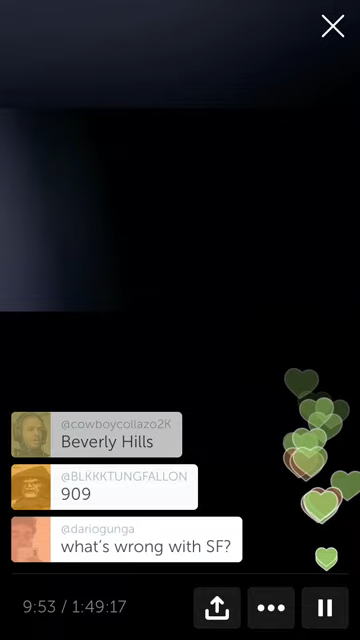 @cowboycollazo2K
Beverly Hills
@BLKKKTUNGFALLON
909
@dariogunga
what's wrong with SF?
9:53 / 1:49:17